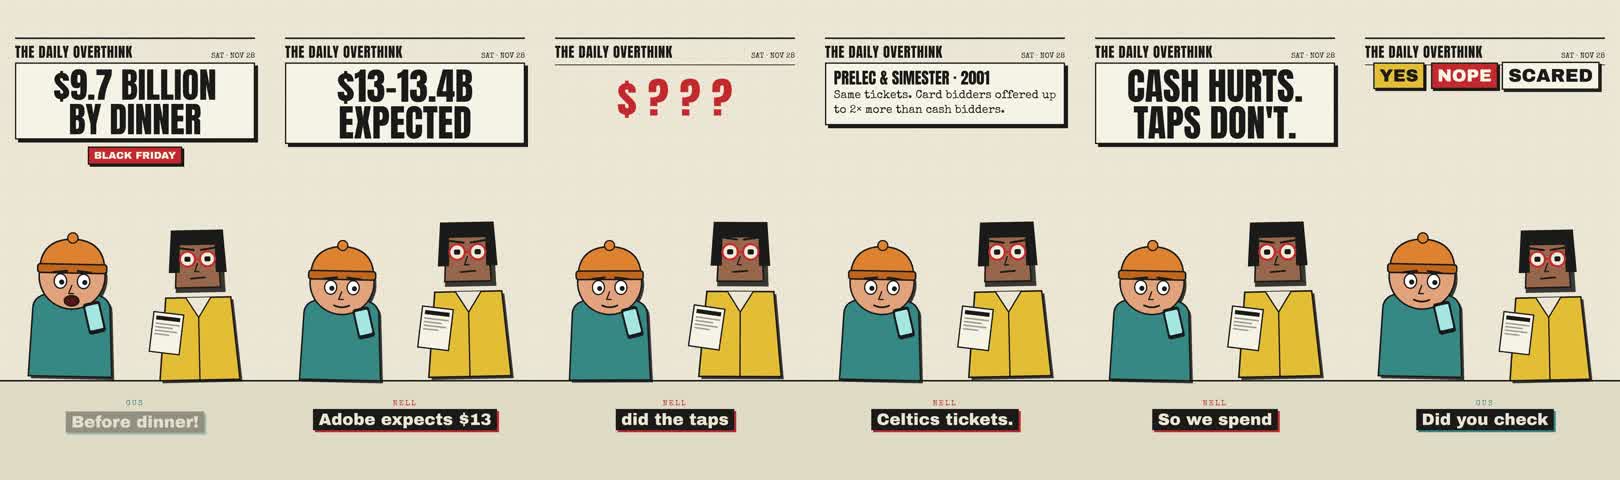 THE DAILY OVERTHINK
SAT · NOV 28
$9.7 BILLION
BY DINNER
BLACK FRIDAY
GUS
Before dinner!
THE DAILY OVERTHINK
SAT · NOV 28
$13-13.4B
EXPECTED
NELL
Adobe expects $13
THE DAILY OVERTHINK
SAT · NOV 28
$???
NELL
did the taps
THE DAILY OVERTHINK
SAT · NOV 28
PRELEC & SIMESTER · 2001
Same tickets. Card bidders offered up
to 2× more than cash bidders.
NELL
Celtics tickets.
THE DAILY OVERTHINK
SAT · NOV 28
CASH HURTS.
TAPS DON'T.
NELL
So we spend
THE DAILY OVERTHINK
SAT · NOV 28
YES NOPE SCARED
GUS
Did you check